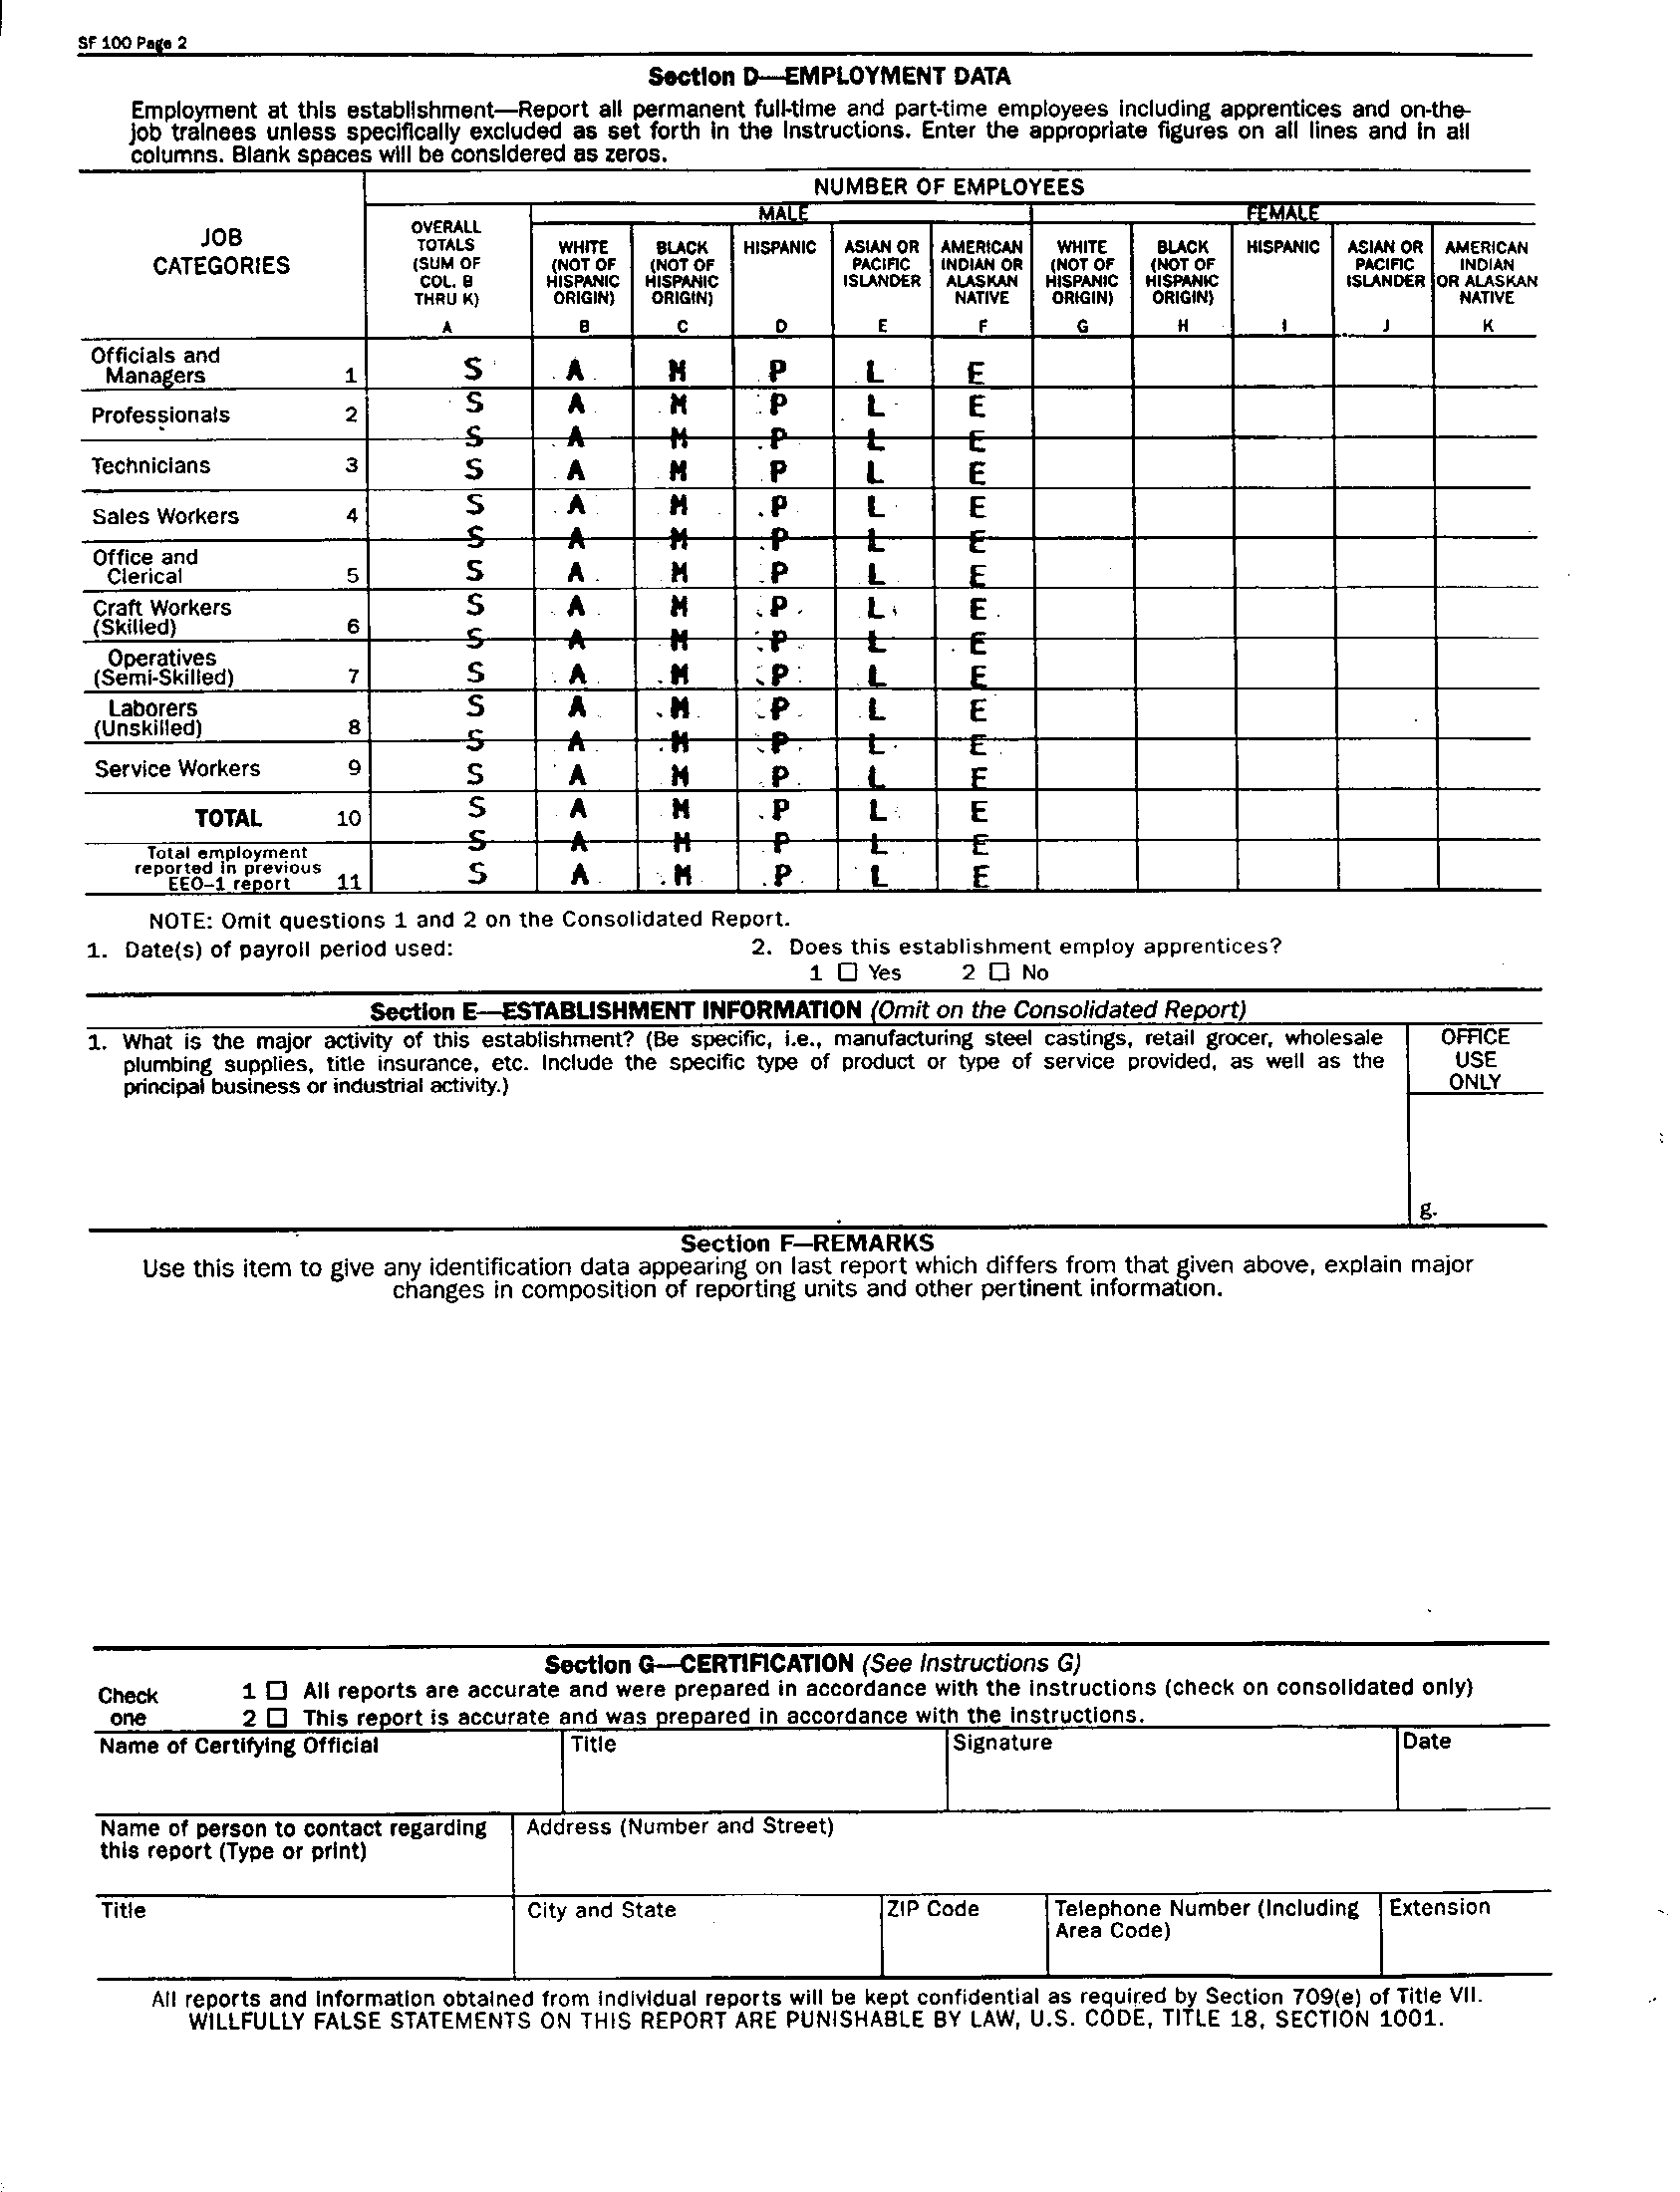 SF 100 Page 2
Section D—EMPLOYMENT DATA
Employment at this establishment—Report all permanent full-time and part-time employees including apprentices and on-the-
job trainees unless specifically excluded as set forth in the instructions. Enter the appropriate figures on all lines and in all
columns. Blank spaces will be considered as zeros.
NUMBER OF EMPLOYEES
MALE FEMALE
JOB
CATEGORIES
OVERALL
TOTALS
(SUM OF
COL. B
THRU K)
A
WHITE
(NOT OF
HISPANIC
ORIGIN)
B
BLACK
(NOT OF
HISPANIC
ORIGIN)
C
HISPANIC
D
ASIAN OR
PACIFIC
ISLANDER
E
AMERICAN
INDIAN OR
ALASKAN
NATIVE
F
WHITE
(NOT OF
HISPANIC
ORIGIN)
G
BLACK
(NOT OF
HISPANIC
ORIGIN)
H
HISPANIC
I
ASIAN OR
PACIFIC
ISLANDER
J
AMERICAN
INDIAN
OR ALASKAN
NATIVE
K
Officials and
Managers 1 S A M P L E
S A M P L E
Professionals 2
S A M P L E
Technicians 3 S A M P L E
S A M P L E
Sales Workers 4
S A M P L E
Office and
Clerical 5 S A M P L E
Craft Workers S A M P L E
(Skilled) 6
S A M P L E
Operatives
(Semi-Skilled) 7 S A M P L E
Laborers S A M P L E
(Unskilled) 8
S A M P L E
Service Workers 9 S A M P L E
S A M P L E
TOTAL 10
S A M P L E
Total employment
reported in previous
EEO-1 report 11 S A M P L E
NOTE: Omit questions 1 and 2 on the Consolidated Report.
1. Date(s) of payroll period used: 2. Does this establishment employ apprentices?
1 □ Yes 2 □ No
Section E—ESTABLISHMENT INFORMATION (Omit on the Consolidated Report)
1. What is the major activity of this establishment? (Be specific, i.e., manufacturing steel castings, retail grocer, wholesale
plumbing supplies, title insurance, etc. Include the specific type of product or type of service provided, as well as the
principal business or industrial activity.)
OFFICE
USE
ONLY
g.
Section F—REMARKS
Use this item to give any identification data appearing on last report which differs from that given above, explain major
changes in composition of reporting units and other pertinent information.
Section G—CERTIFICATION (See Instructions G)
Check 1 □ All reports are accurate and were prepared in accordance with the instructions (check on consolidated only)
one 2 □ This report is accurate and was prepared in accordance with the instructions.
Name of Certifying Official Title Signature Date
Name of person to contact regarding
this report (Type or print)
Address (Number and Street)
Title City and State ZIP Code Telephone Number (Including
Area Code)
Extension
All reports and information obtained from individual reports will be kept confidential as required by Section 709(e) of Title VII.
WILLFULLY FALSE STATEMENTS ON THIS REPORT ARE PUNISHABLE BY LAW, U.S. CODE, TITLE 18, SECTION 1001.